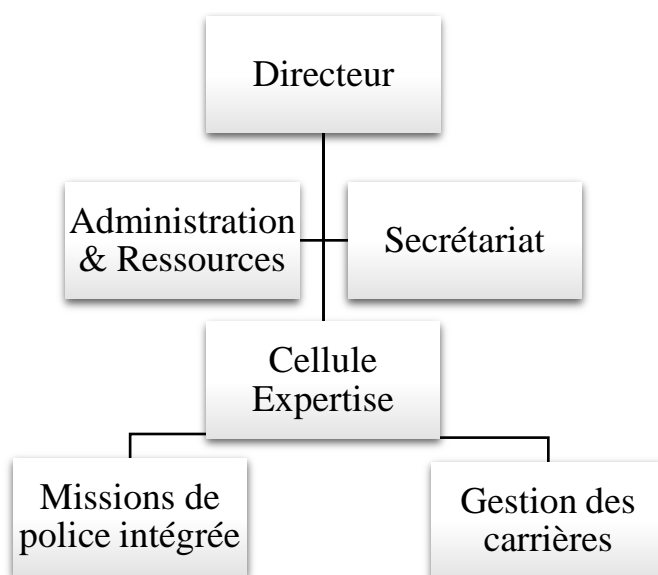 Directeur
Administration
& Ressources
Secrétariat
Cellule
Expertise
Missions de
police intégrée
Gestion des
carrières